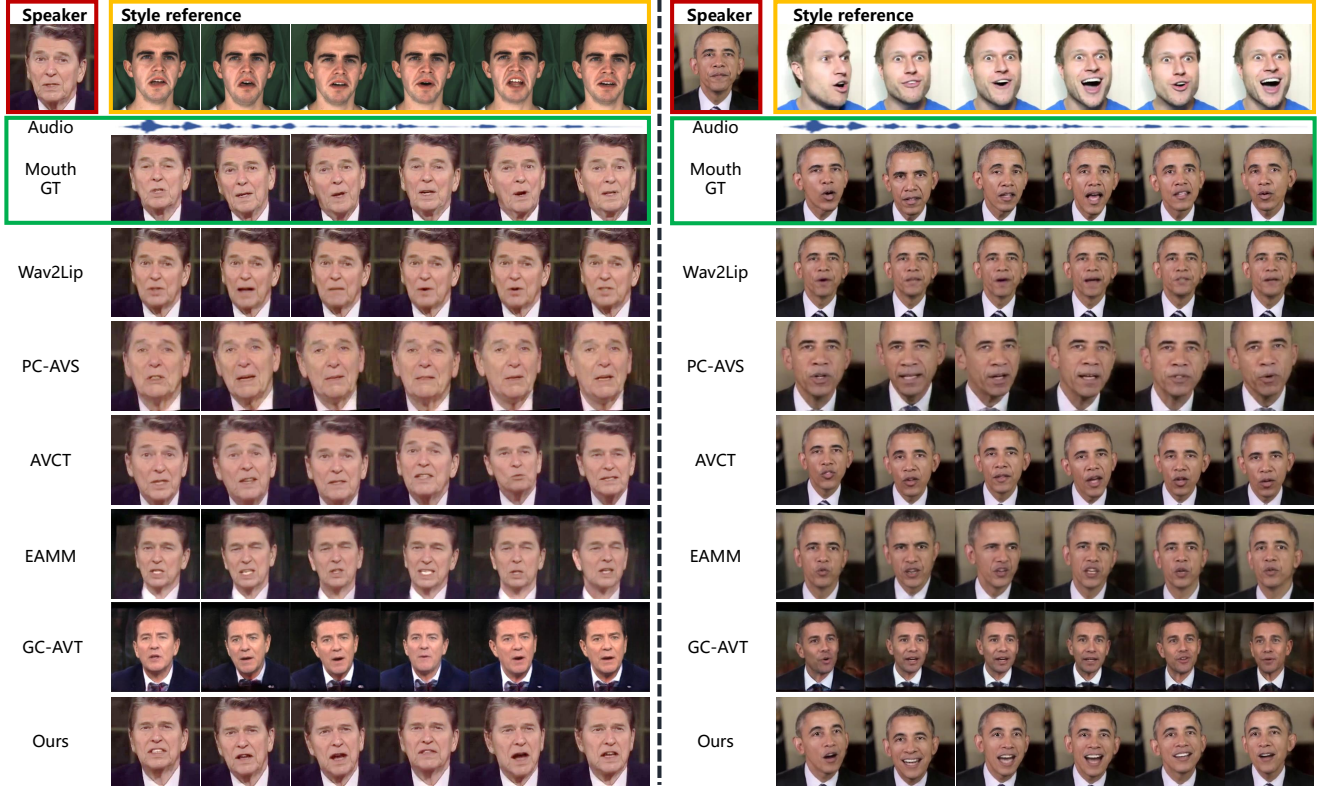 Speaker
Style reference
Speaker
Style reference
Audio
Audio
Mouth
GT
Mouth
GT
Wav2Lip
Wav2Lip
PC-AVS
PC-AVS
AVCT
AVCT
EAMM
EAMM
GC-AVT
GC-AVT
Ours
Ours